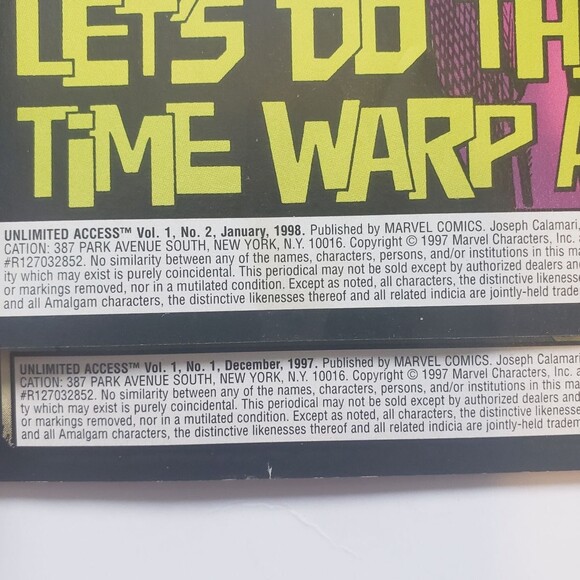 LET'S DO TH
TIME WARP A
UNLIMITED ACCESS™ Vol. 1, No. 2, January, 1998. Published by MARVEL COMICS. Joseph Calamari,
CATION: 387 PARK AVENUE SOUTH, NEW YORK, N.Y. 10016. Copyright © 1997 Marvel Characters, Inc.
#R127032852. No similarity between any of the names, characters, persons, and/or institutions in this ma
ity which may exist is purely coincidental. This periodical may not be sold except by authorized dealers and
or markings removed, nor in a mutilated condition. Except as noted, all characters, the distinctive likenesse
and all Amalgam characters, the distinctive likenesses thereof and all related indicia are jointly-held trade
UNLIMITED ACCESS™ Vol. 1, No. 1, December, 1997. Published by MARVEL COMICS. Joseph Calamari
CATION: 387 PARK AVENUE SOUTH, NEW YORK, N.Y. 10016. Copyright © 1997 Marvel Characters, Inc. a
#R127032852. No similarity between any of the names, characters, persons, and/or institutions in this m
ty which may exist is purely coincidental. This periodical may not be sold except by authorized dealers and
or markings removed, nor in a mutilated condition. Except as noted, all characters, the distinctive likenesse
and all Amalgam characters, the distinctive likenesses thereof and all related indicia are jointly-held tradem